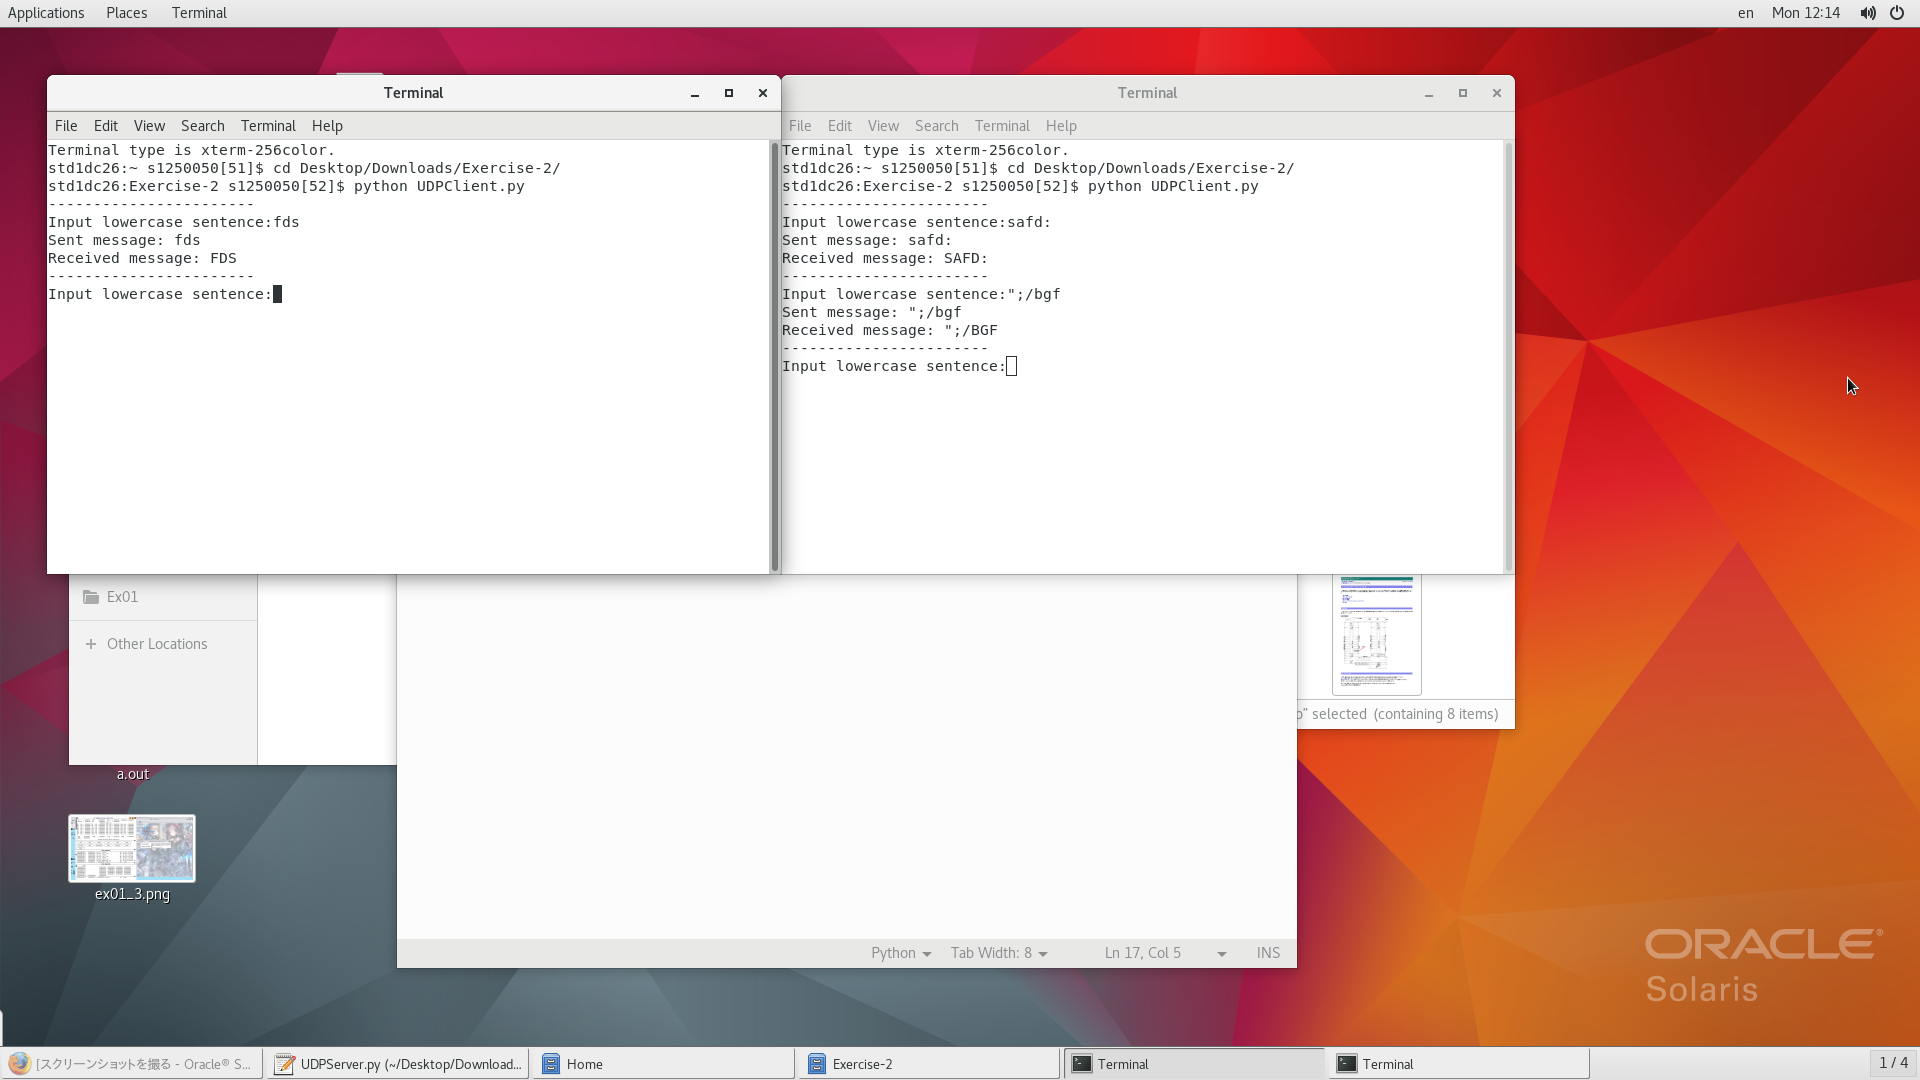 Applications Places Terminal
en Mon 12:14
Terminal
File Edit View Search Terminal Help
Terminal type is xterm-256color.
std1dc26:~ s1250050[51]$ cd Desktop/Downloads/Exercise-2/
std1dc26:Exercise-2 s1250050[52]$ python UDPClient.py
-----------------------
Input lowercase sentence:fds
Sent message: fds
Received message: FDS
-----------------------
Input lowercase sentence:
Terminal
File Edit View Search Terminal Help
Terminal type is xterm-256color.
std1dc26:~ s1250050[51]$ cd Desktop/Downloads/Exercise-2/
std1dc26:Exercise-2 s1250050[52]$ python UDPClient.py
-----------------------
Input lowercase sentence:safd:
Sent message: safd:
Received message: SAFD:
-----------------------
Input lowercase sentence:";/bgf
Sent message: ";/bgf
Received message: ";/BGF
-----------------------
Input lowercase sentence:
Ex01
+ Other Locations
” selected (containing 8 items)
a.out
ex01_3.png
Python Tab Width: 8 Ln 17, Col 5 INS
ORACLE®
Solaris
[スクリーンショットを撮る - Oracle® S...
UDPServer.py (~/Desktop/Download...
Home
Exercise-2
Terminal
Terminal
1 / 4